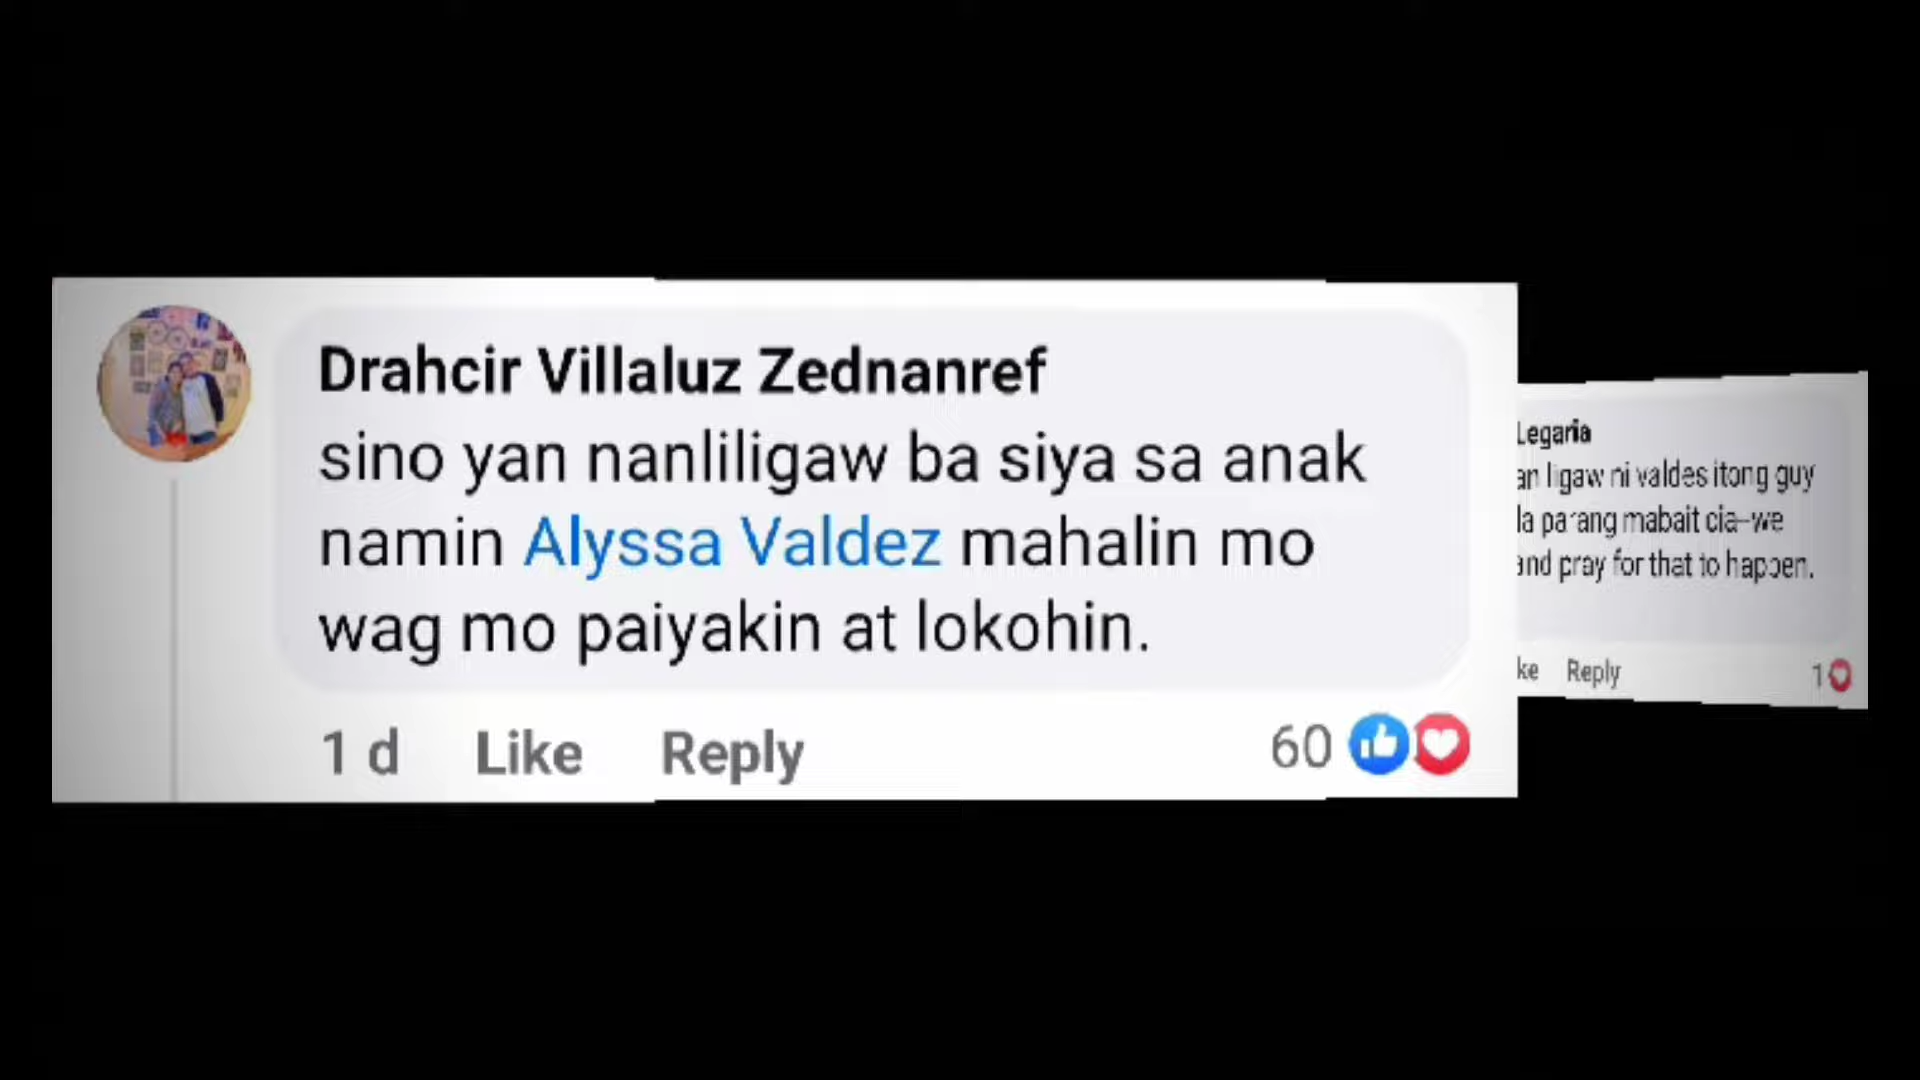 Drahcir Villaluz Zednanref
sino yan nanliligaw ba siya sa anak
namin Alyssa Valdez mahalin mo
wag mo paiyakin at lokohin.
1 d Like Reply 60
Legaria
an ligaw ni valdes itong guy
la parang mabait cia--we
and pray for that to happen.
ke Reply 1